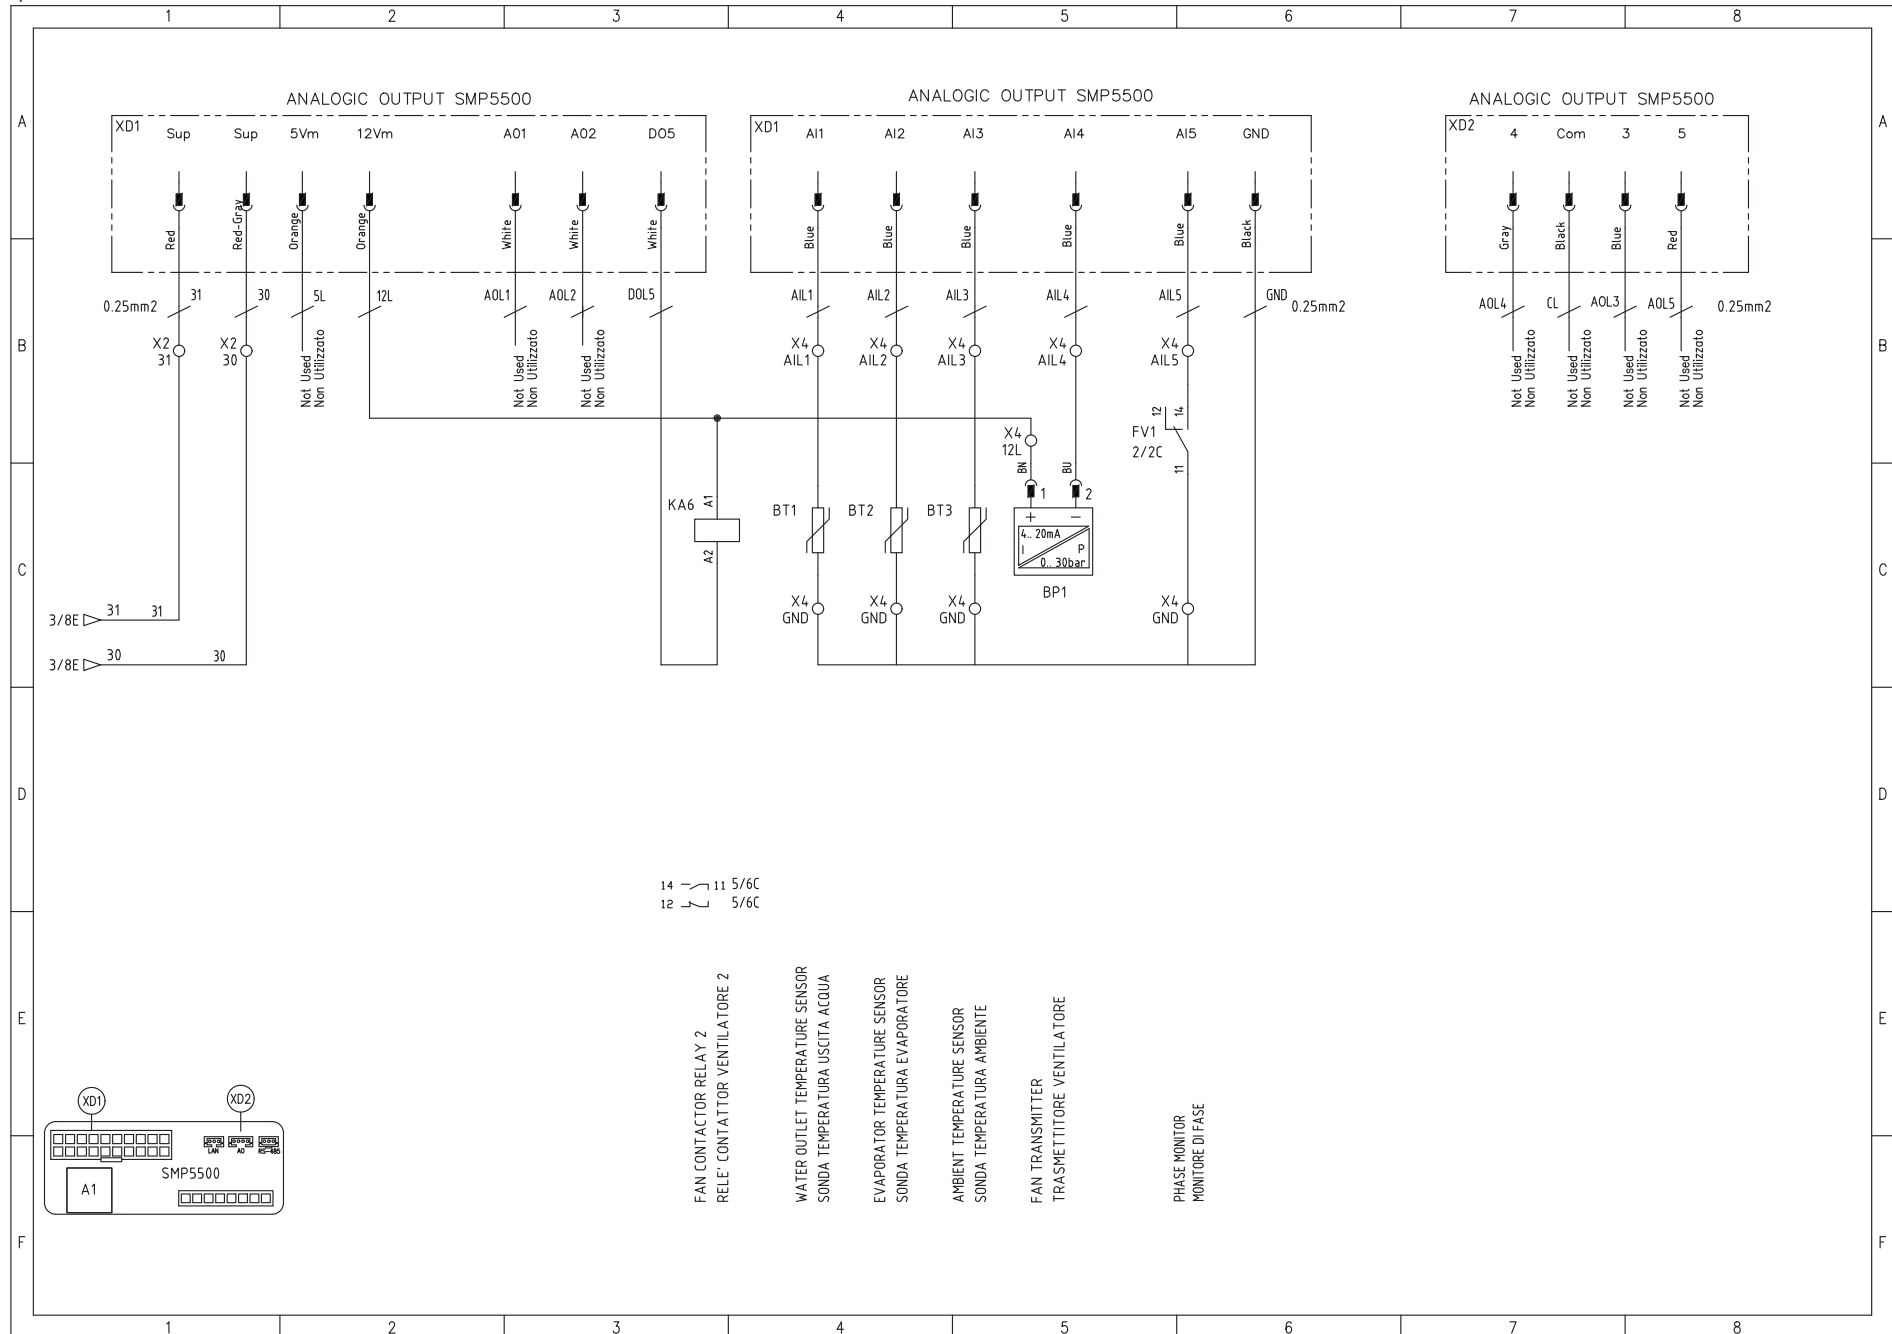 1 2 3 4 5 6 7 8
ANALOGIC OUTPUT SMP5500
ANALOGIC OUTPUT SMP5500
ANALOGIC OUTPUT SMP5500
A
A
XD1 Sup Sup 5Vm 12Vm AO1 AO2 DO5
XD1 AI1 AI2 AI3 AI4 AI5 GND
XD2 4 Com 3 5
Red Red-Gray Orange Orange White White White
Blue Blue Blue Blue Blue Black
Gray Black Blue Red
0.25mm2 31 30 5L 12L AOL1 AOL2 DOL5
AIL1 AIL2 AIL3 AIL4 AIL5 GND 0.25mm2
AOL4 CL AOL3 AOL5 0.25mm2
B
B
X2
31
X2
30
Not Used
Non Utilizzato
Not Used
Non Utilizzato
Not Used
Non Utilizzato
X4
AIL1
X4
AIL2
X4
AIL3
X4
AIL4
X4
AIL5
Not Used
Non Utilizzato
Not Used
Non Utilizzato
Not Used
Non Utilizzato
Not Used
Non Utilizzato
X4
12L
BN
BU
12 14
FV1
2/2C
11
KA6 A1
A2
BT1
BT2
BT3
1 2
+ −
4.. 20mA
I P
0.. 30bar
BP1
C
C
X4
GND
X4
GND
X4
GND
X4
GND
3/8E 31 31
3/8E 30 30
D
D
14 11 5/6C
12 5/6C
E
E
FAN CONTACTOR RELAY 2
RELE' CONTATTOR VENTILATORE 2
WATER OUTLET TEMPERATURE SENSOR
SONDA TEMPERATURA USCITA ACQUA
EVAPORATOR TEMPERATURE SENSOR
SONDA TEMPERATURA EVAPORATORE
AMBIENT TEMPERATURE SENSOR
SONDA TEMPERATURA AMBIENTE
FAN TRANSMITTER
TRASMETTITORE VENTILATORE
PHASE MONITOR
MONITORE DI FASE
XD1
XD2
LAN AO RS-485
SMP5500
A1
F
F
1 2 3 4 5 6 7 8